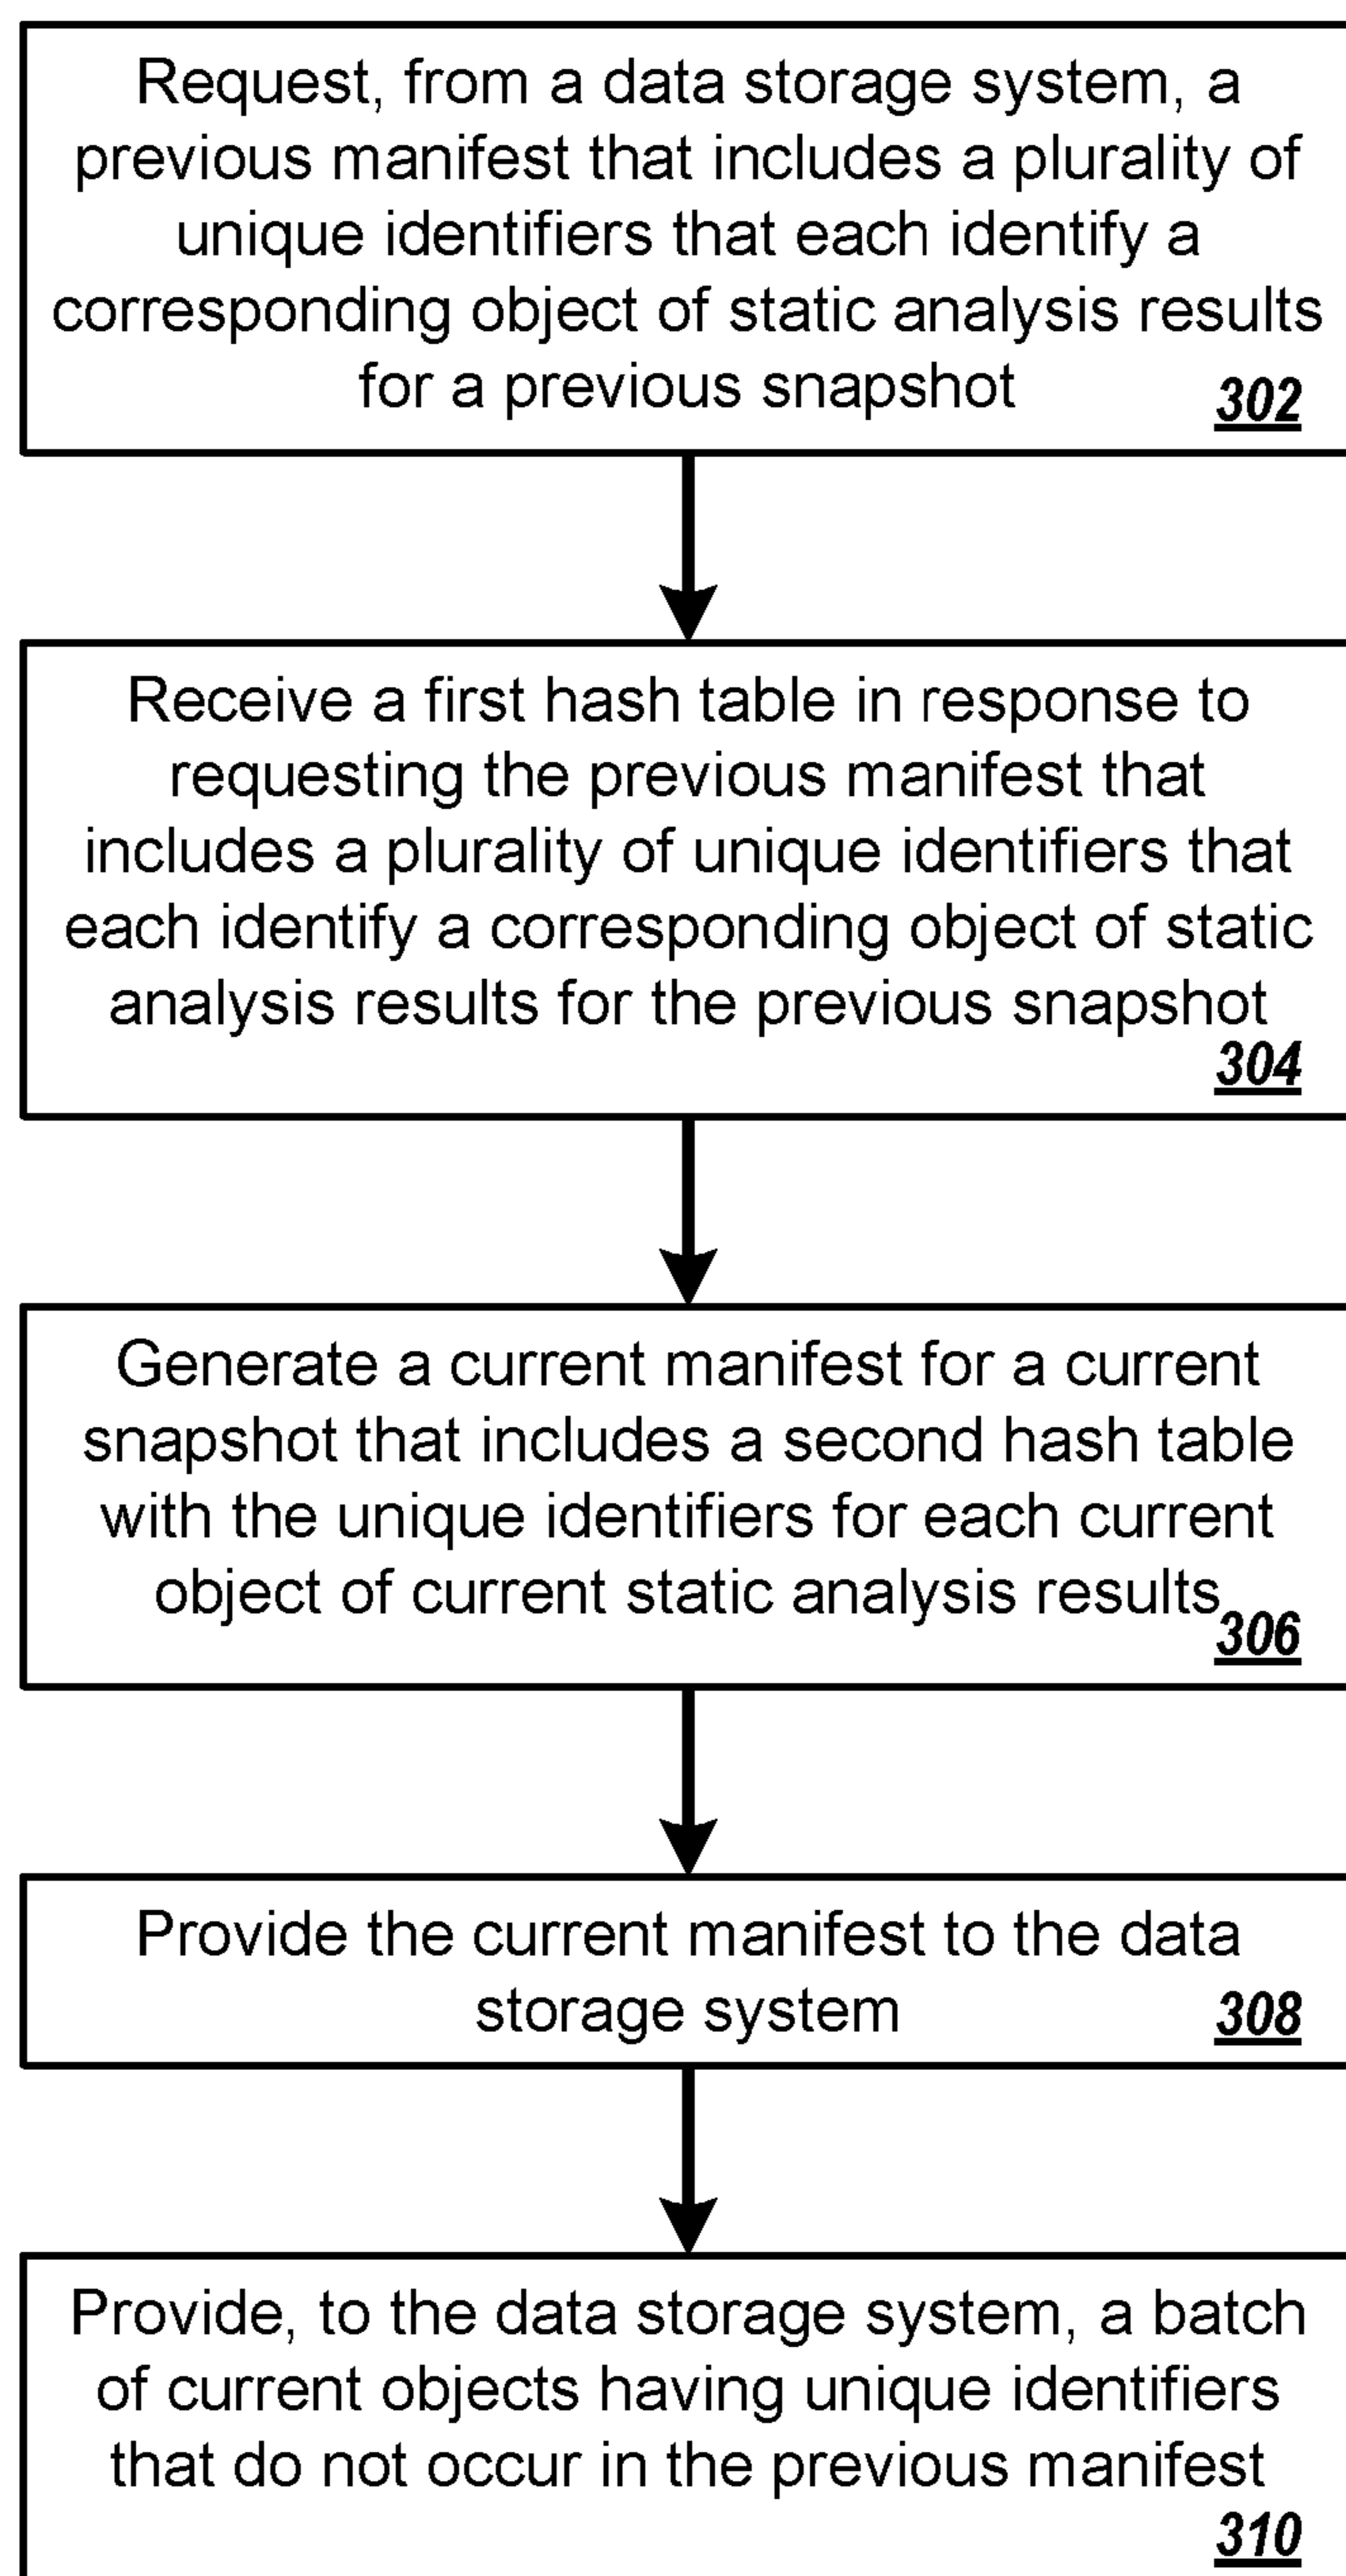 Request, from a data storage system, a
previous manifest that includes a plurality of
unique identifiers that each identify a
corresponding object of static analysis results
for a previous snapshot
302
Receive a first hash table in response to
requesting the previous manifest that
includes a plurality of unique identifiers that
each identify a corresponding object of static
analysis results for the previous snapshot
304
Generate a current manifest for a current
snapshot that includes a second hash table
with the unique identifiers for each current
object of current static analysis results
306
Provide the current manifest to the data
storage system
308
Provide, to the data storage system, a batch
of current objects having unique identifiers
that do not occur in the previous manifest
310